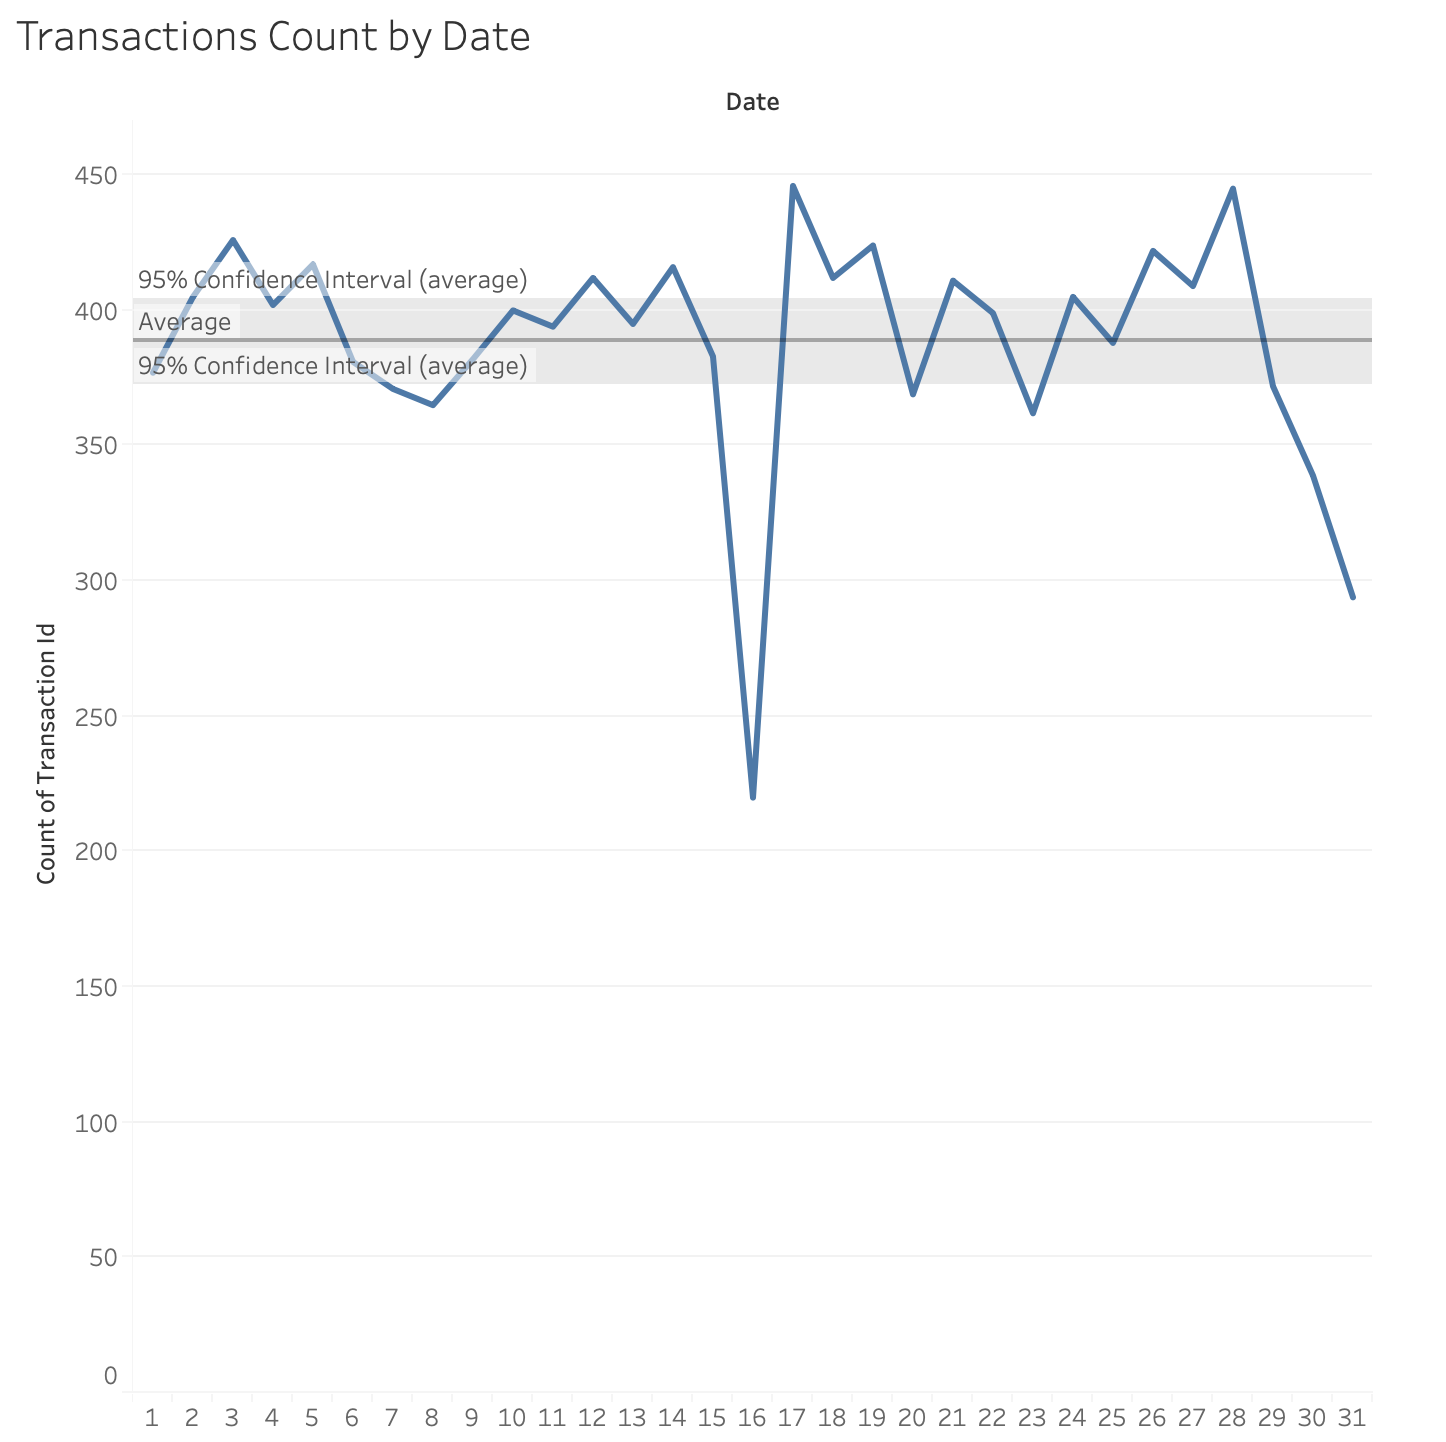 Transactions Count by Date
Date
450
400
350
300
250
200
150
100
50
0
Count of Transaction Id
95% Confidence Interval (average)
Average
95% Confidence Interval (average)
1 2 3 4 5 6 7 8 9 10 11 12 13 14 15 16 17 18 19 20 21 22 23 24 25 26 27 28 29 30 31